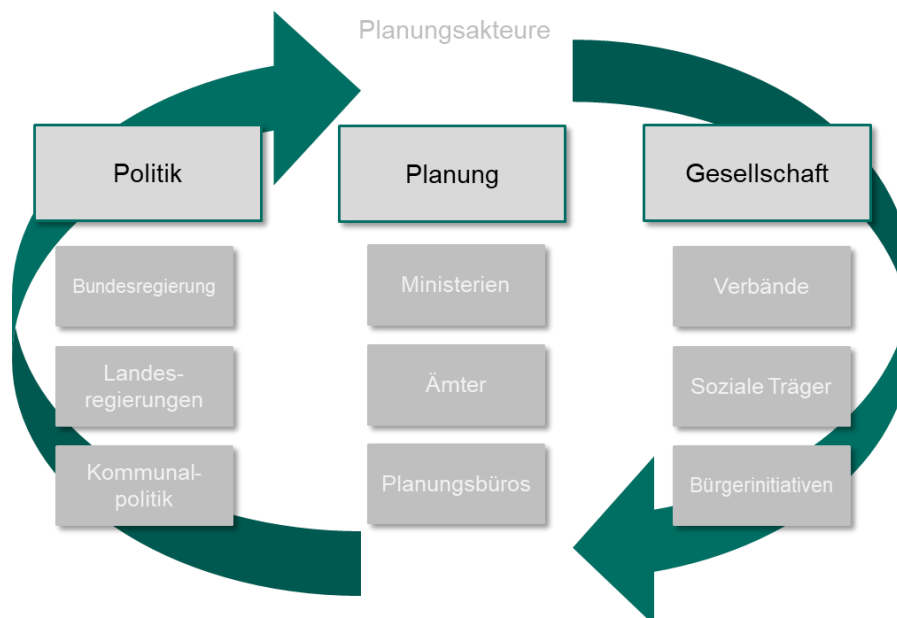 Planungsakteure
Politik
Planung
Gesellschaft
Bundesregierung
Ministerien
Verbände
Landes-
regierungen
Ämter
Soziale Träger
Kommunal-
politik
Planungsbüros
Bürgerinitiativen